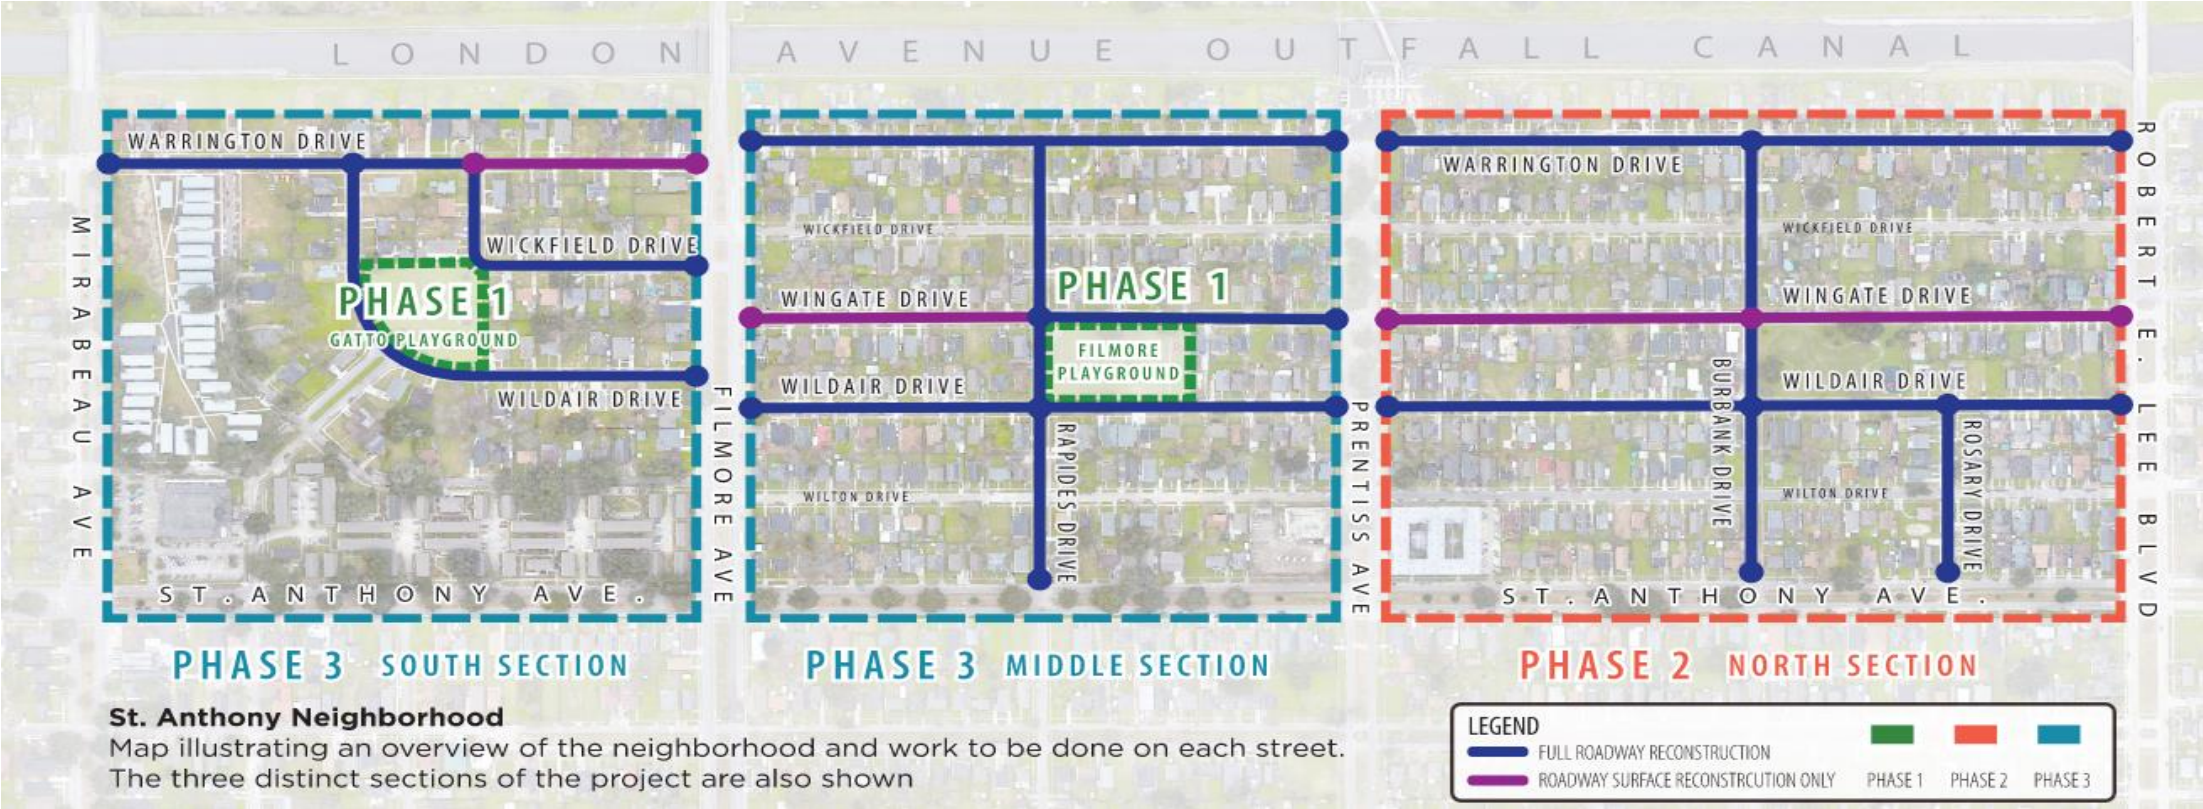 LONDON AVENUE OUTFALL CANAL
WARRINGTON DRIVE
WICKFIELD DRIVE
PHASE 1
GATTO PLAYGROUND
WILDAIR DRIVE
MIRABEAU AVE
ST. ANTHONY AVE.
FILMORE AVE
WICKFIELD DRIVE
WINGATE DRIVE
PHASE 1
FILMORE
PLAYGROUND
WILDAIR DRIVE
RAPIDES DRIVE
WILTON DRIVE
PRENTISS AVE
WARRINGTON DRIVE
WICKFIELD DRIVE
WINGATE DRIVE
WILDAIR DRIVE
BURBANK DRIVE
ROSARY DRIVE
WILTON DRIVE
ST. ANTHONY AVE.
ROBERT E. LEE BLVD
PHASE 3 SOUTH SECTION
PHASE 3 MIDDLE SECTION
PHASE 2 NORTH SECTION
St. Anthony Neighborhood
Map illustrating an overview of the neighborhood and work to be done on each street.
The three distinct sections of the project are also shown
LEGEND
FULL ROADWAY RECONSTRUCTION
ROADWAY SURFACE RECONSTRCUTION ONLY
PHASE 1
PHASE 2
PHASE 3